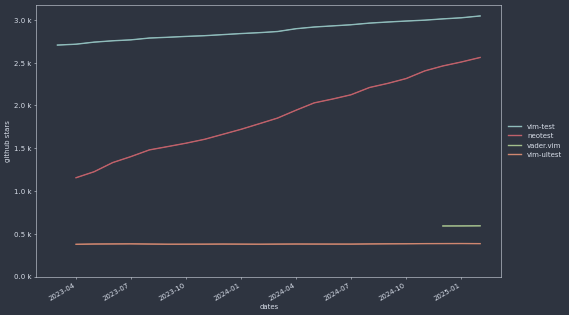 3.0 k
2.5 k
2.0 k
1.5 k
1.0 k
0.5 k
0.0 k
github stars
2023-04
2023-07
2023-10
2024-01
2024-04
2024-07
2024-10
2025-01
dates
vim-test
neotest
vader.vim
vim-ultest